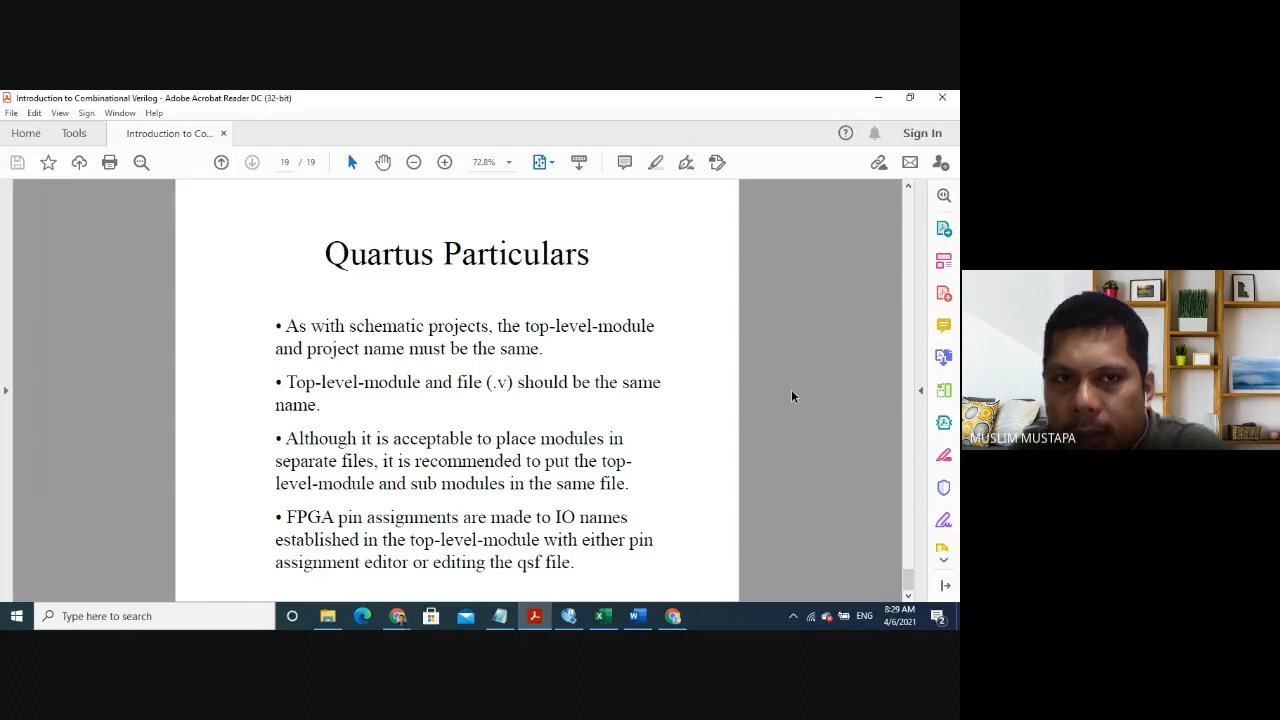 Introduction to Combinational Verilog - Adobe Acrobat Reader DC (32-bit)
File Edit View Sign Window Help
Home Tools Introduction to Co... × Sign In
19 / 19 72.8%
Quartus Particulars
• As with schematic projects, the top-level-module
and project name must be the same.
• Top-level-module and file (.v) should be the same
name.
• Although it is acceptable to place modules in
separate files, it is recommended to put the top-
level-module and sub modules in the same file.
• FPGA pin assignments are made to IO names
established in the top-level-module with either pin
assignment editor or editing the qsf file.
MUSLIM MUSTAPA
Type here to search
ENG
8:29 AM
4/6/2021
2